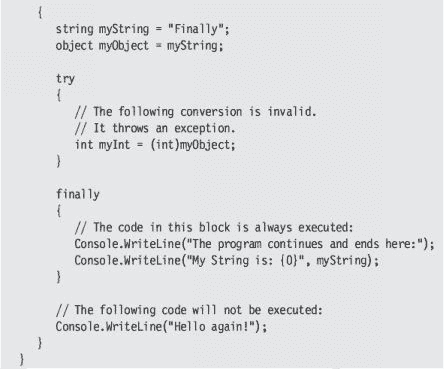 {
string myString = "Finally";
object myObject = myString;
try
{
// The following conversion is invalid.
// It throws an exception.
int myInt = (int)myObject;
}
finally
{
// The code in this block is always executed:
Console.WriteLine("The program continues and ends here:");
Console.WriteLine("My String is: {0}", myString);
}
// The following code will not be executed:
Console.WriteLine("Hello again!");
}
}